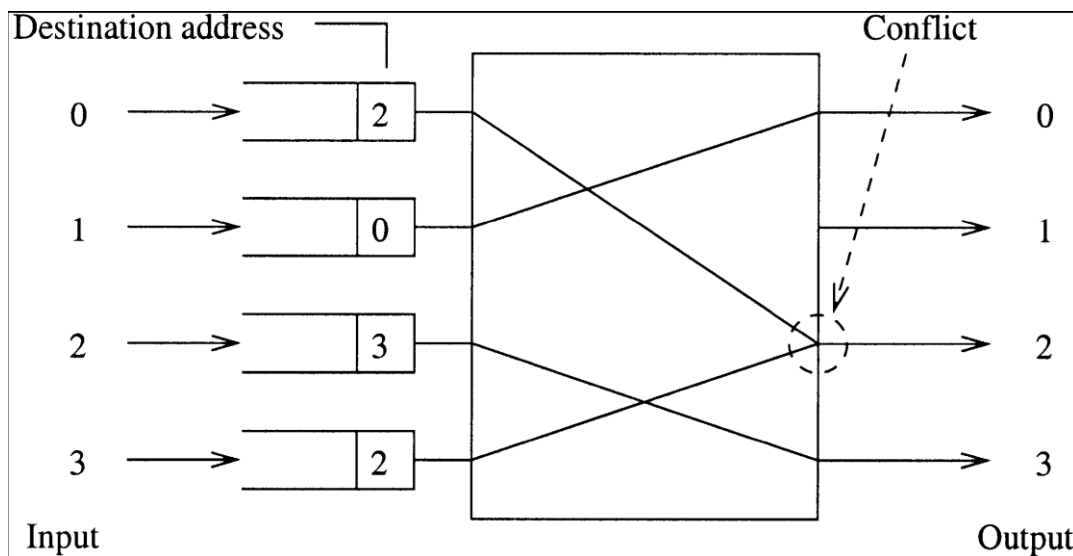 Destination address
Conflict
0 2 0
1 0 1
2 3 2
3 2 3
Input
Output